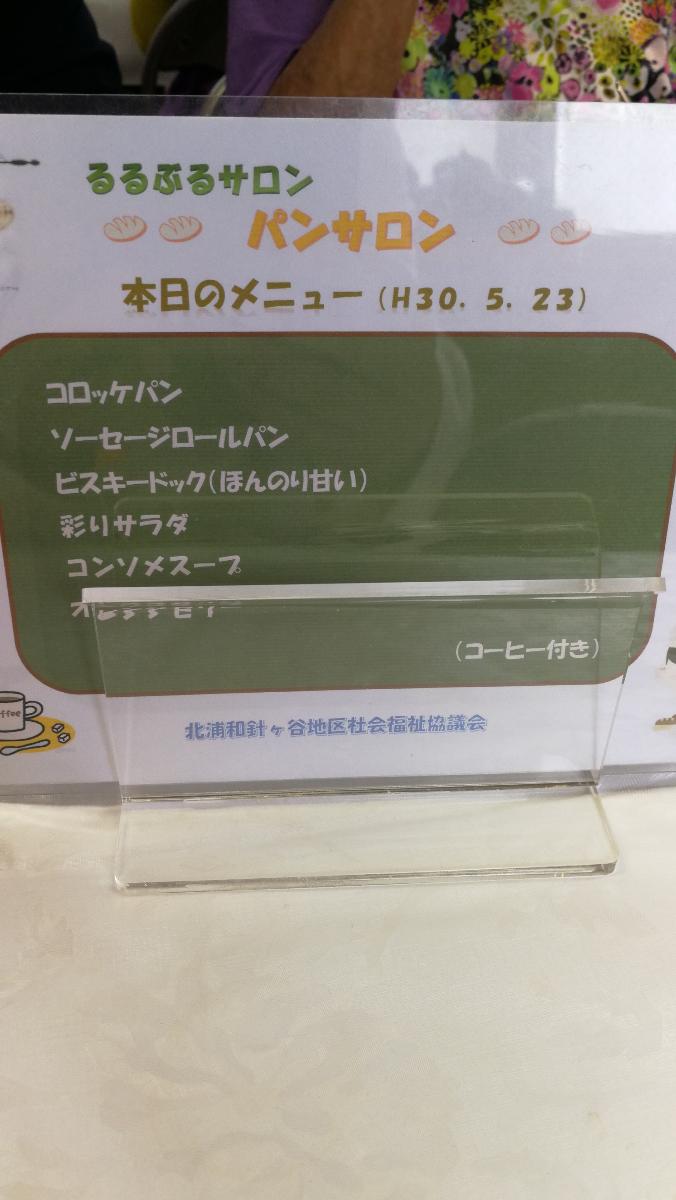 るるぶるサロン
パンサロン
本日のメニュー(H30. 5. 23)
コロッケパン
ソーセージロールパン
ビスキードック(ほんのり甘い)
彩りサラダ
コンソメスープ
(コーヒー付き)
北浦和針ヶ谷地区社会福祉協議会